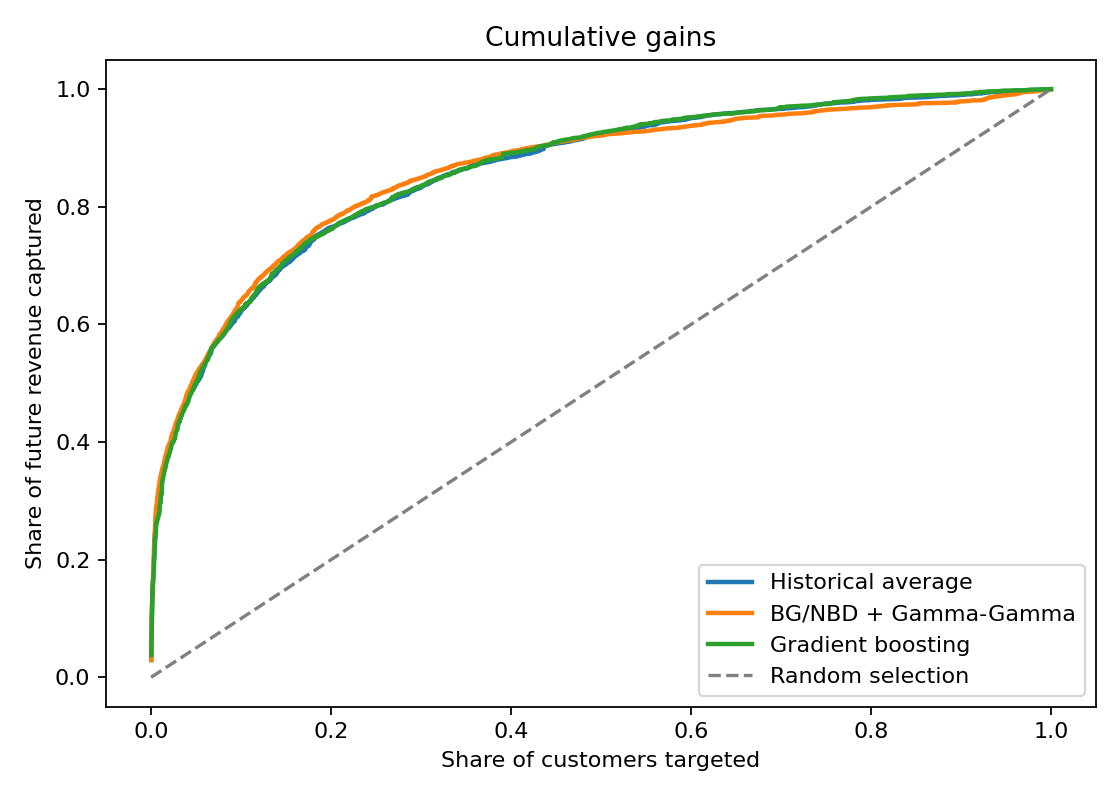 Cumulative gains
Share of future revenue captured
1.0
0.8
0.6
0.4
0.2
0.0
0.0 0.2 0.4 0.6 0.8 1.0
Share of customers targeted
Historical average
BG/NBD + Gamma-Gamma
Gradient boosting
Random selection